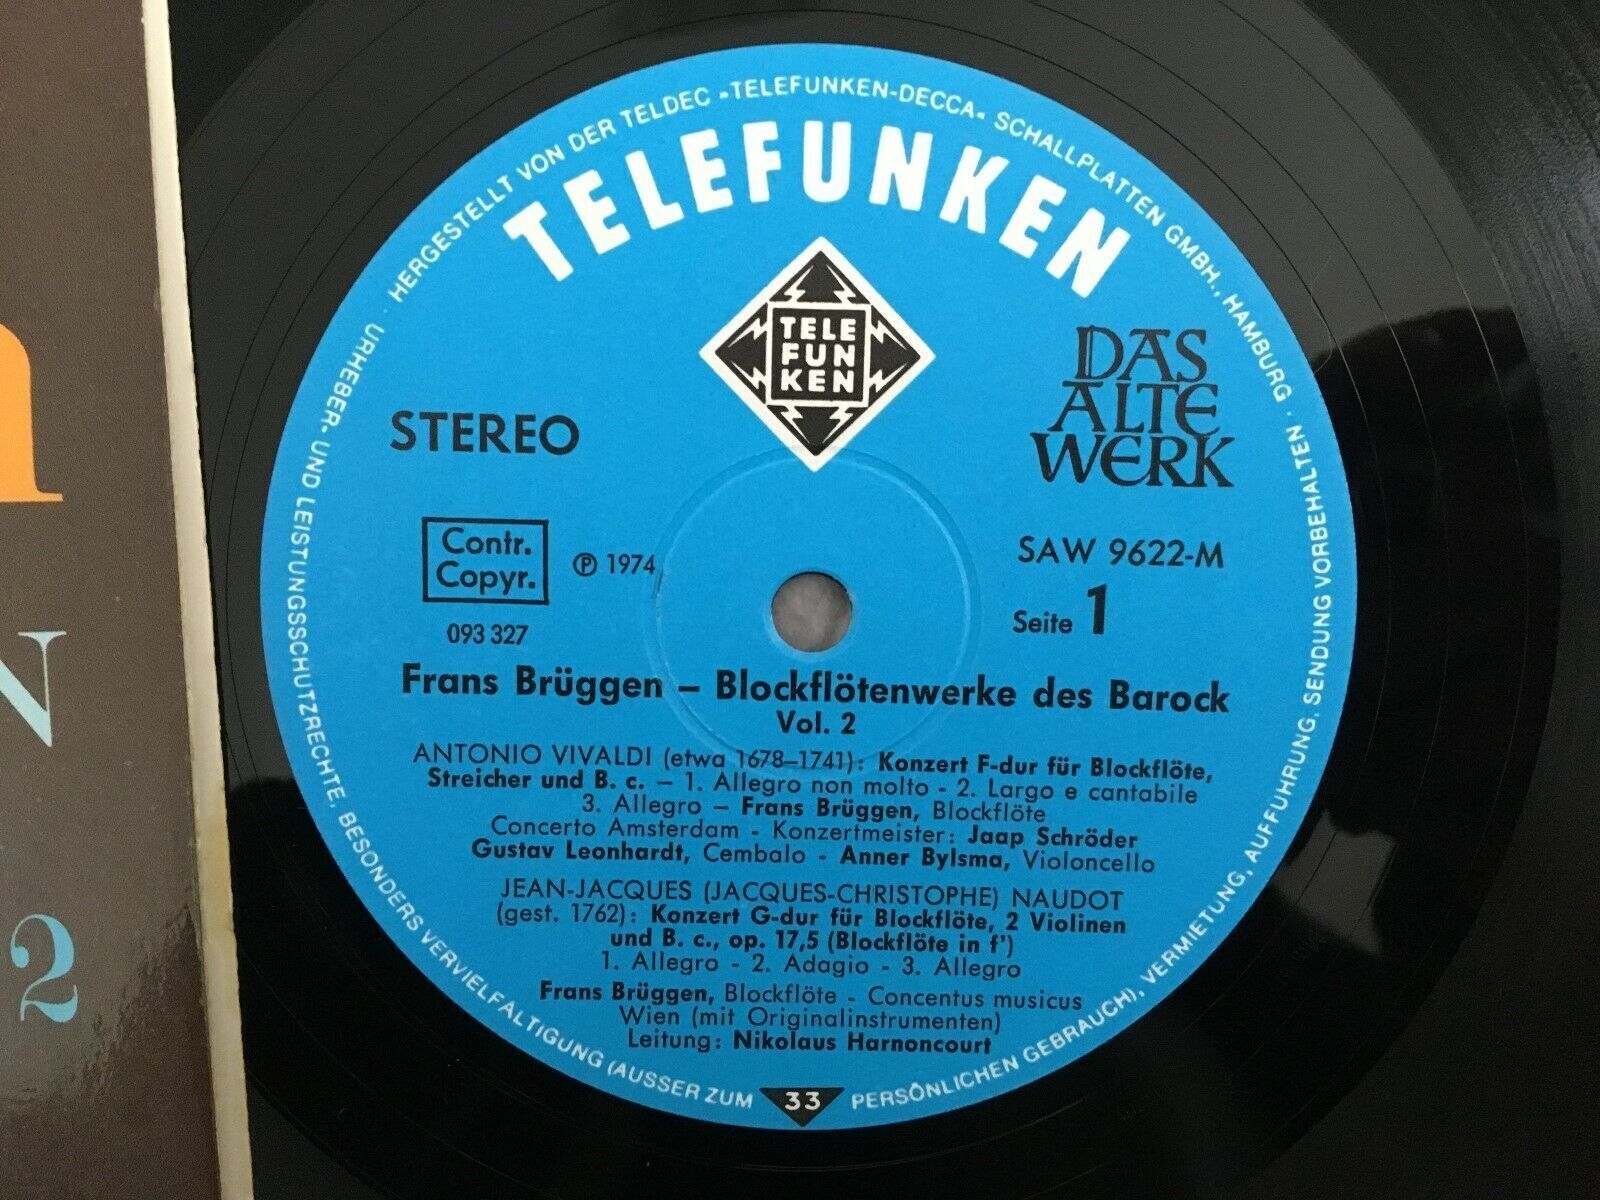 HERGESTELLT VON DER TELDEC »TELEFUNKEN-DECCA« SCHALLPLATTEN GMBH., HAMBURG · URHEBER- UND LEISTUNGSSCHUTZRECHTE, BESONDERS VERVIELFALTIGUNG (AUSSER ZUM PERSÖNLICHEN GEBRAUCH), VERMIETUNG, AUFFÜHRUNG, SENDUNG VORBEHALTEN ·
TELEFUNKEN
TELE
FUN
KEN
DAS
ALTE
WERK
STEREO
Contr.
Copyr.
℗ 1974
SAW 9622-M
093 327
Seite 1
Frans Brüggen – Blockflötenwerke des Barock
Vol. 2
ANTONIO VIVALDI (etwa 1678–1741): Konzert F-dur für Blockflöte,
Streicher und B. c. – 1. Allegro non molto - 2. Largo e cantabile
3. Allegro – Frans Brüggen, Blockflöte
Concerto Amsterdam - Konzertmeister: Jaap Schröder
Gustav Leonhardt, Cembalo - Anner Bylsma, Violoncello
JEAN-JACQUES (JACQUES-CHRISTOPHE) NAUDOT
(gest. 1762): Konzert G-dur für Blockflöte, 2 Violinen
und B. c., op. 17,5 (Blockflöte in f')
1. Allegro - 2. Adagio - 3. Allegro
Frans Brüggen, Blockflöte - Concentus musicus
Wien (mit Originalinstrumenten)
Leitung: Nikolaus Harnoncourt
33
N
2